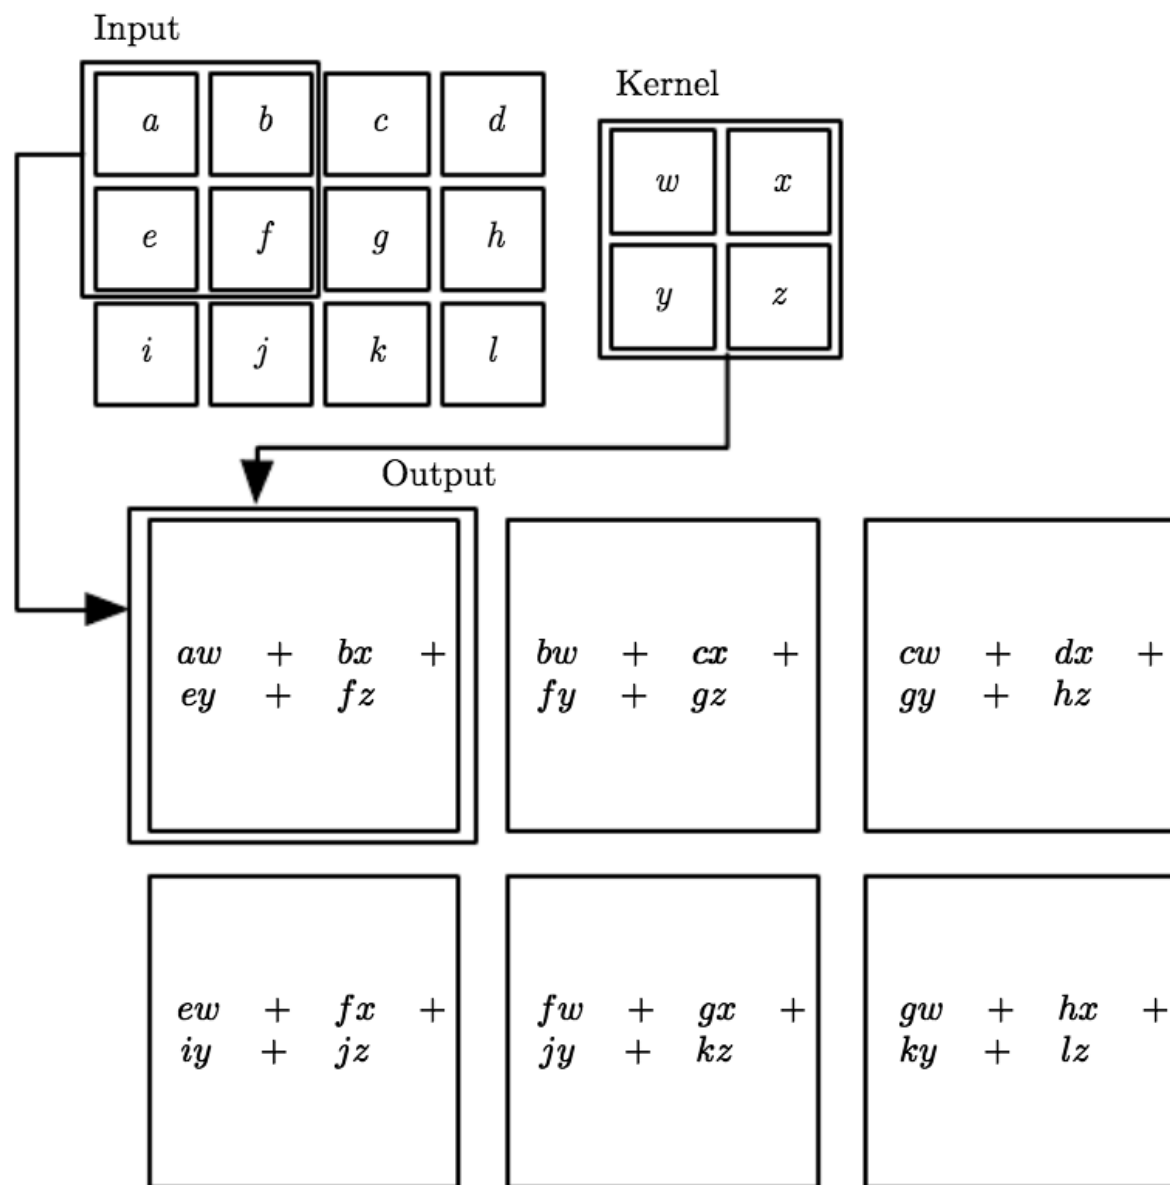 Input
a b c d
e f g h
i j k l
Kernel
w x
y z
Output
aw + bx +
ey + fz
bw + cx +
fy + gz
cw + dx +
gy + hz
ew + fx +
iy + jz
fw + gx +
jy + kz
gw + hx +
ky + lz